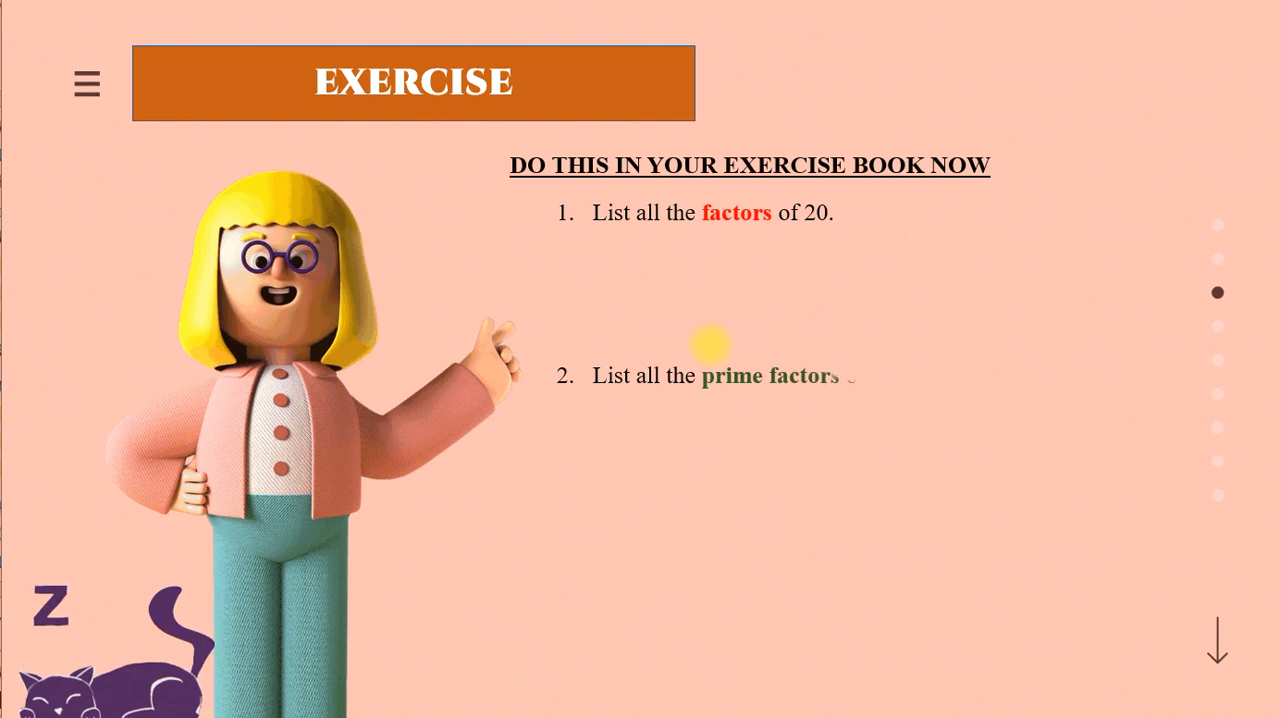 EXERCISE
DO THIS IN YOUR EXERCISE BOOK NOW
1. List all the factors of 20.
2. List all the prime factors
Z